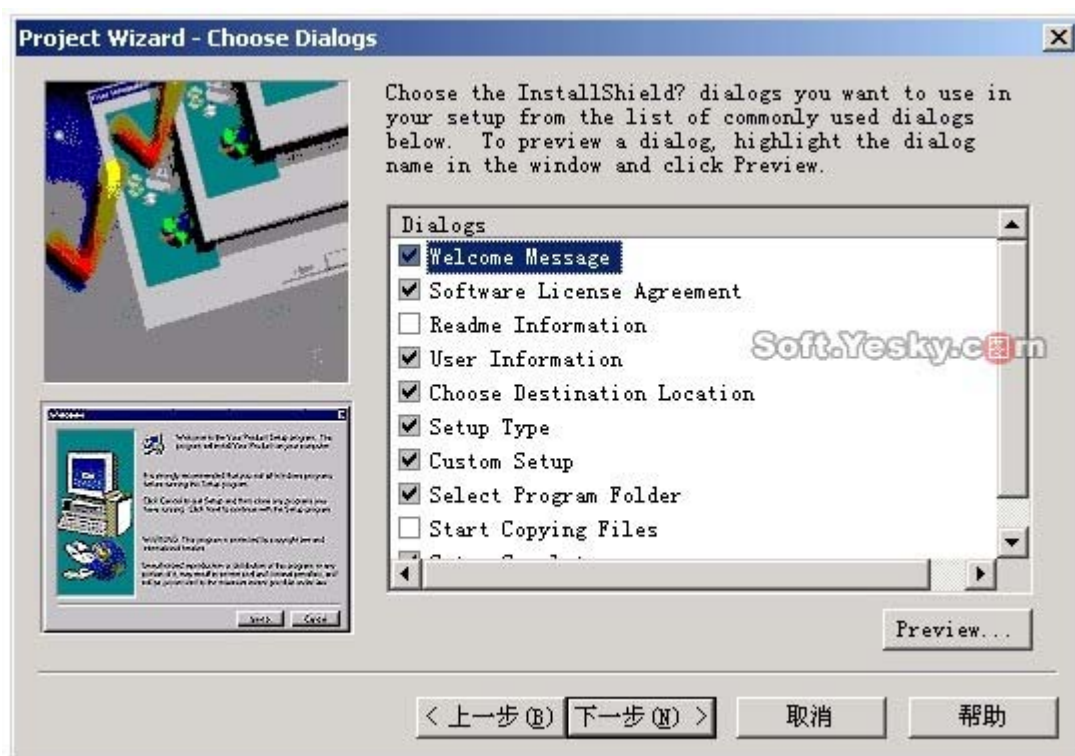 Project Wizard - Choose Dialogs
Choose the InstallShield? dialogs you want to use in
your setup from the list of commonly used dialogs
below. To preview a dialog, highlight the dialog
name in the window and click Preview.
Dialogs
Welcome Message
Software License Agreement
Readme Information
User Information
Choose Destination Location
Setup Type
Custom Setup
Select Program Folder
Start Copying Files
Soft.Yesky.c图m
Preview...
< 上一步(B)
下一步(N) >
取消
帮助